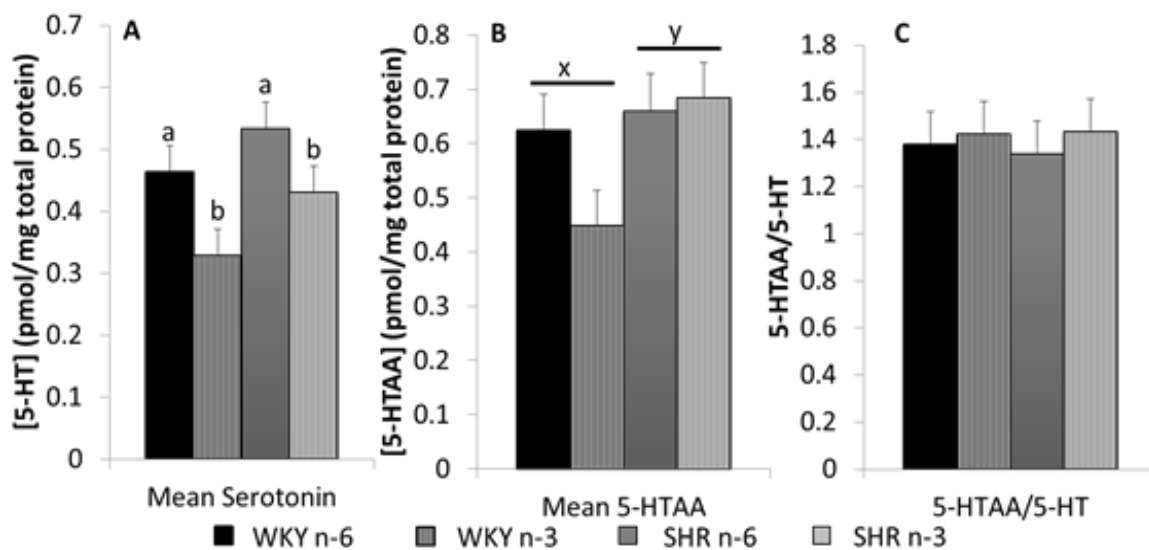 A
[5-HT] (pmol/mg total protein)
0.7
0.6
0.5
0.4
0.3
0.2
0.1
0
a
b
a
b
Mean Serotonin
B
[5-HTAA] (pmol/mg total protein)
0.8
0.7
0.6
0.5
0.4
0.3
0.2
0.1
0
x
y
Mean 5-HTAA
C
5-HTAA/5-HT
1.8
1.6
1.4
1.2
1
0.8
0.6
0.4
0.2
0
5-HTAA/5-HT
WKY n-6 WKY n-3 SHR n-6 SHR n-3